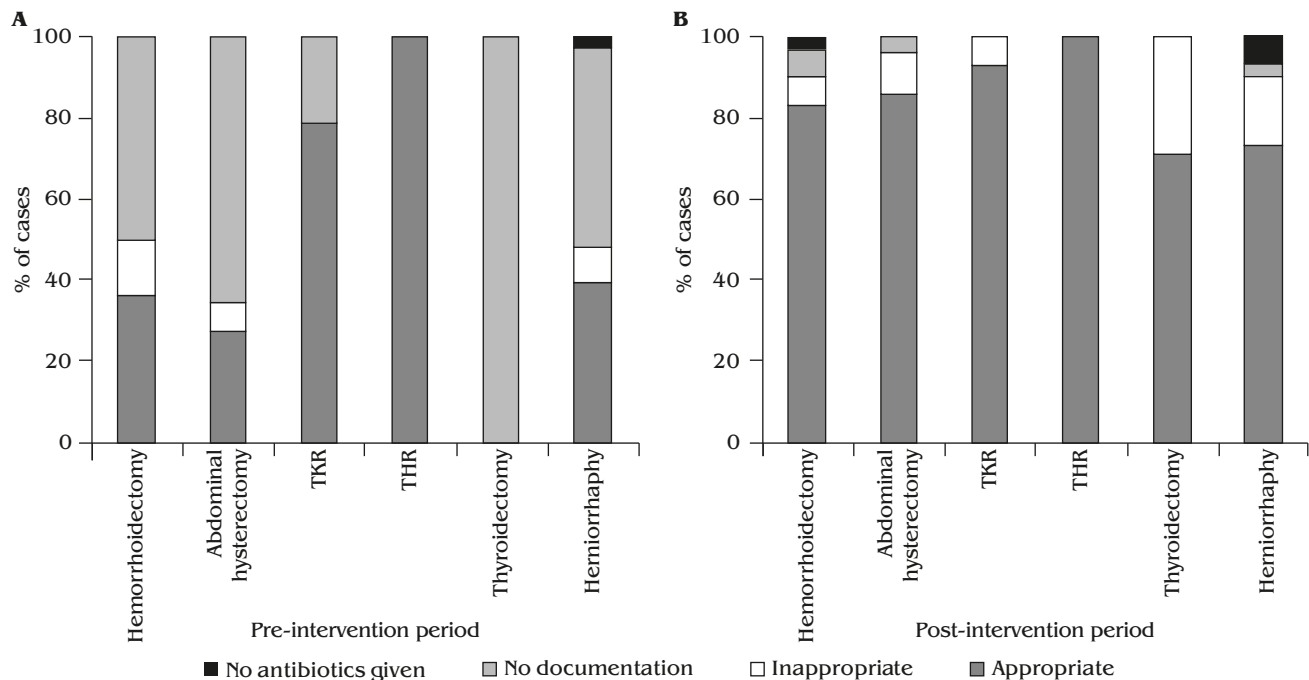 A
100
80
60
40
20
0
% of cases
Hemorrhoidectomy
Abdominal
hysterectomy
TKR
THR
Thyroidectomy
Herniorrhaphy
Pre-intervention period
B
100
80
60
40
20
0
% of cases
Hemorrhoidectomy
Abdominal
hysterectomy
TKR
THR
Thyroidectomy
Herniorrhaphy
Post-intervention period
No antibiotics given
No documentation
Inappropriate
Appropriate